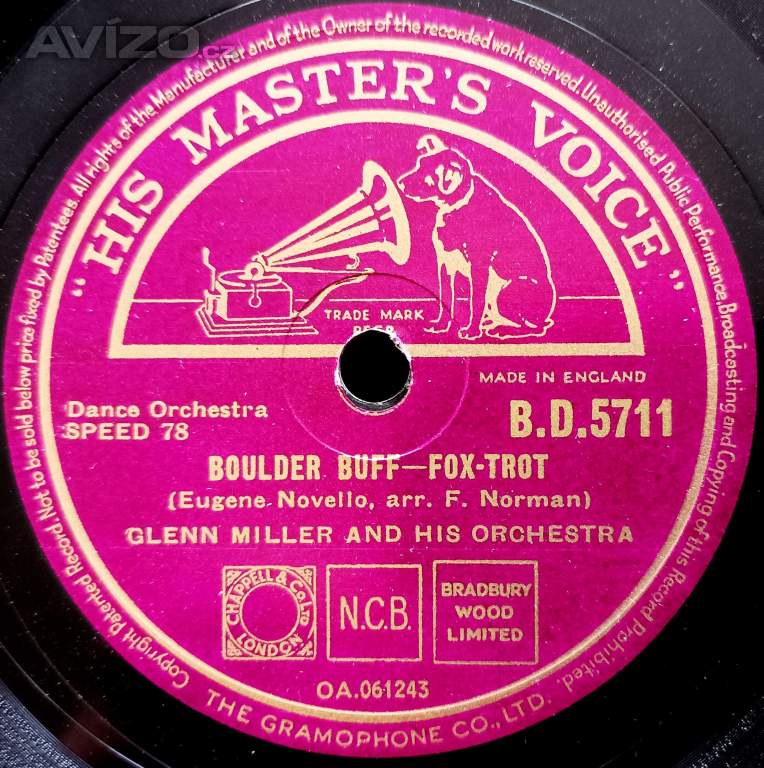 AVÍZO.cz
Copyright Patented Record. Not to be sold below price fixed by Patentees. All rights of the Manufacturer and of the Owner of the recorded work reserved. Unauthorised Public Performance, Broadcasting and Copying of this Record Prohibited.
"HIS MASTER'S VOICE"
TRADE MARK
REGD
MADE IN ENGLAND
Dance Orchestra
SPEED 78
B.D.5711
BOULDER BUFF—FOX-TROT
(Eugene Novello, arr. F. Norman)
GLENN MILLER AND HIS ORCHESTRA
CHAPPELL & CO. LTD
LONDON
N.C.B.
BRADBURY
WOOD
LIMITED
OA.061243
THE GRAMOPHONE CO., LTD.